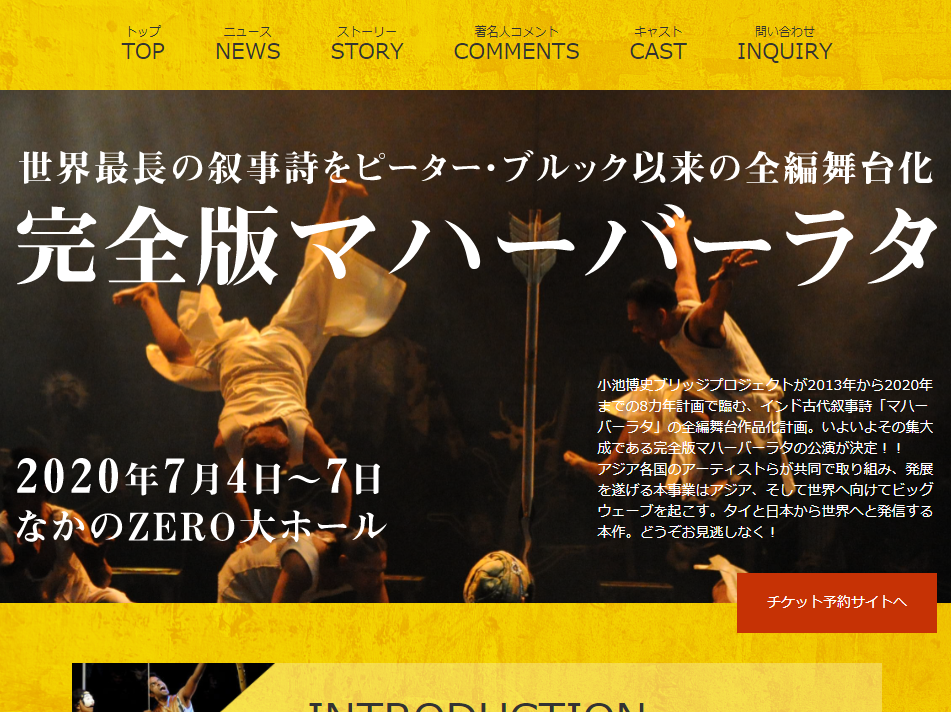 トップ ニュース ストーリー 著名人コメント キャスト 問い合わせ
TOP NEWS STORY COMMENTS CAST INQUIRY
世界最長の叙事詩をピーター・ブルック以来の全編舞台化
完全版マハーバーラタ
小池博史ブリッジプロジェクトが2013年から2020年
までの8カ年計画で臨む、インド古代叙事詩「マハー
バーラタ」の全編舞台作品化計画。いよいよその集大
成である完全版マハーバーラタの公演が決定！！
アジア各国のアーティストらが共同で取り組み、発展
を遂げる本事業はアジア、そして世界へ向けてビッグ
ウェーブを起こす。タイと日本から世界へと発信する
本作。どうぞお見逃しなく！
2020年7月4日〜7日
なかのZERO大ホール
チケット予約サイトへ
INTRODUCTION